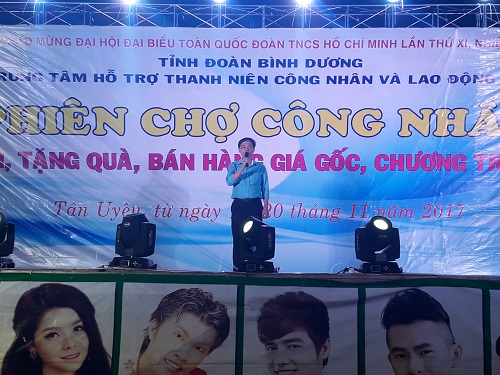 MỪNG ĐẠI HỘI ĐẠI BIỂU TOÀN QUỐC ĐOÀN TNCS HỒ CHÍ MINH LẦN THỨ XI,
TỈNH ĐOÀN BÌNH DƯƠNG
TRUNG TÂM HỖ TRỢ THANH NIÊN CÔNG NHÂN VÀ LAO ĐỘNG
PHIÊN CHỢ CÔNG NHÂ
TẶNG QUÀ, BÁN HÀNG GIÁ GỐC, CHƯƠNG TR
Tân Uyên, từ ngày 20 tháng 11 năm 2017